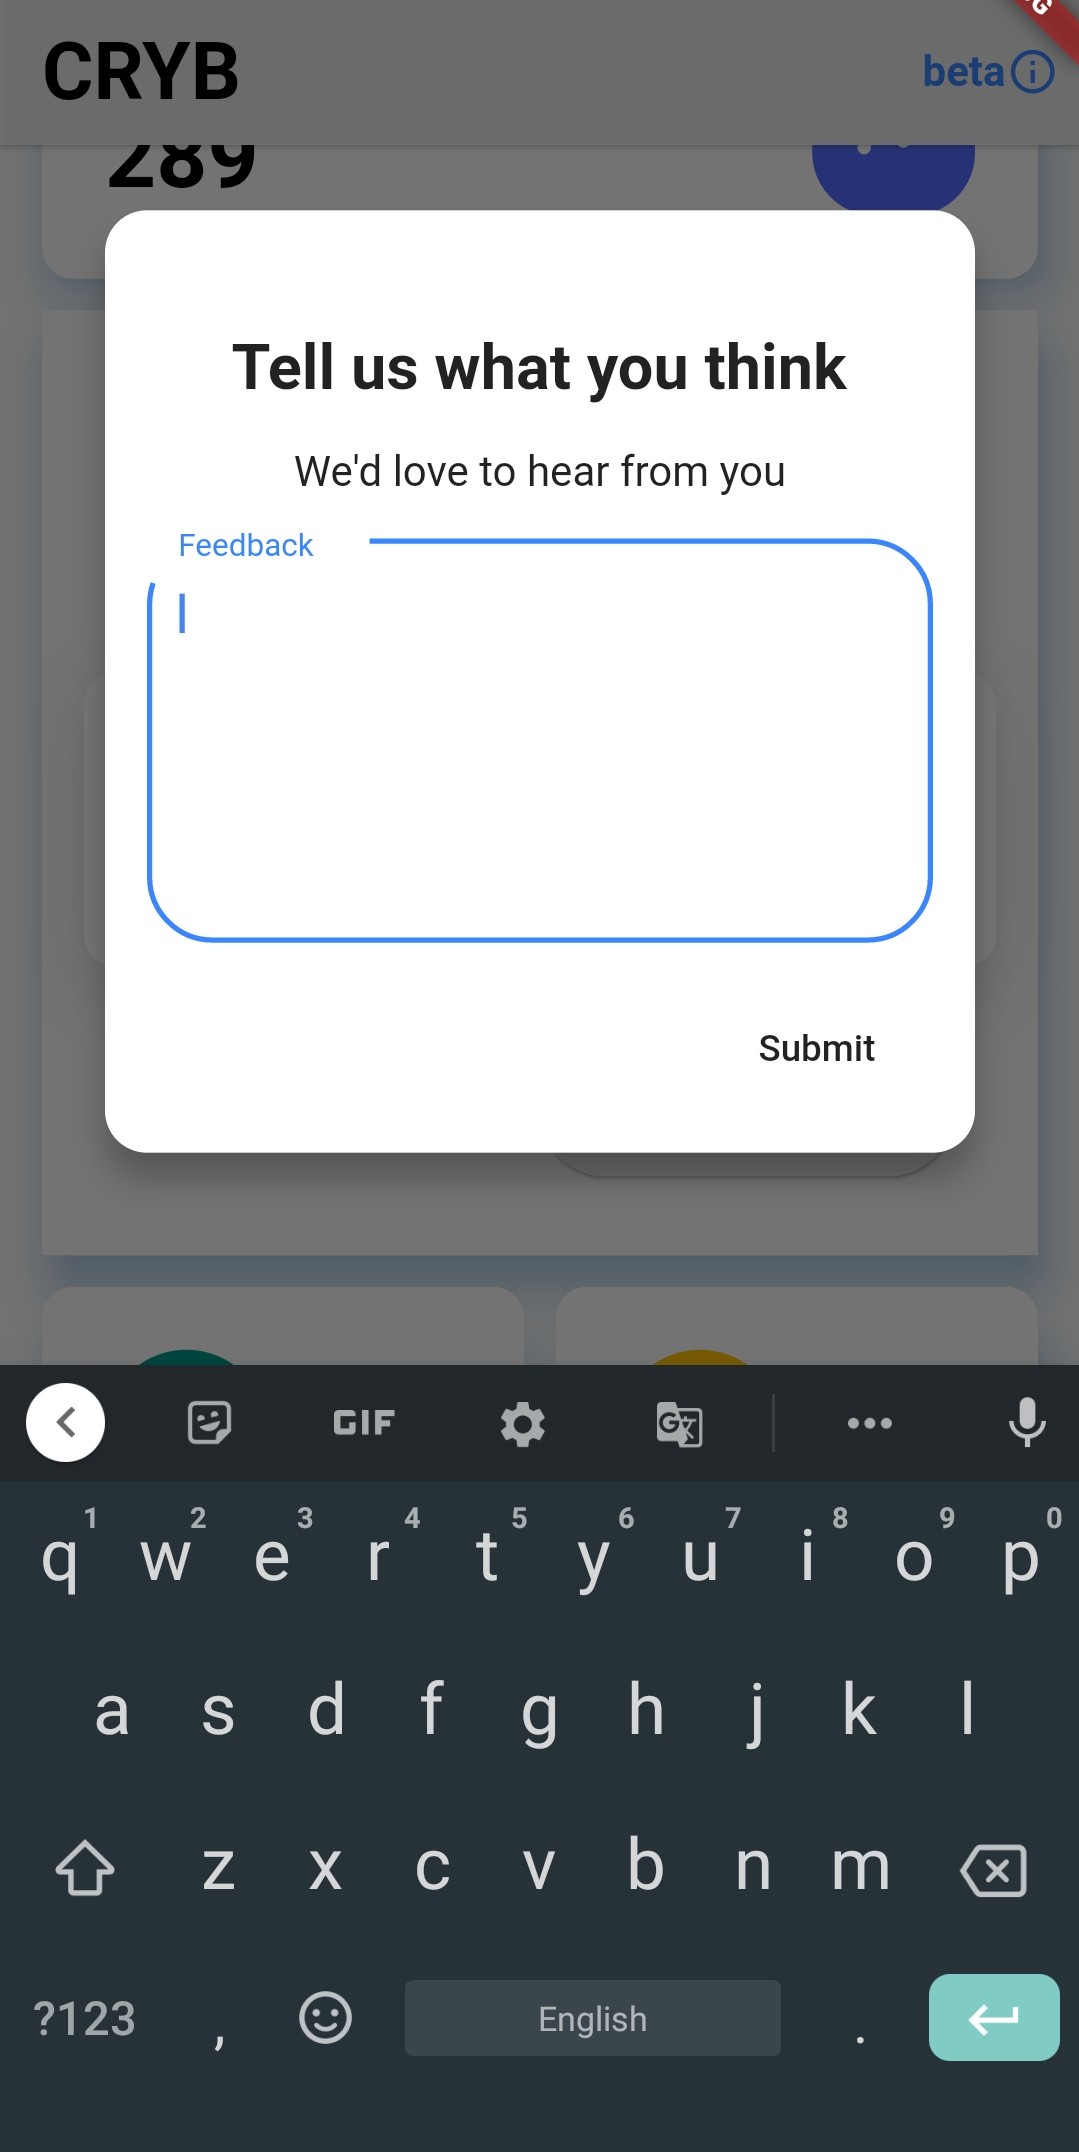 CRYB
beta
289
Tell us what you think
We'd love to hear from you
Feedback
Submit
GIF
1 2 3 4 5 6 7 8 9 0
q w e r t y u i o p
a s d f g h j k l
z x c v b n m
?123 , English .